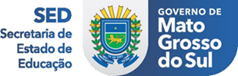 SED
Secretaria de
Estado de
Educação
GOVERNO DE
Mato
Grosso
do Sul